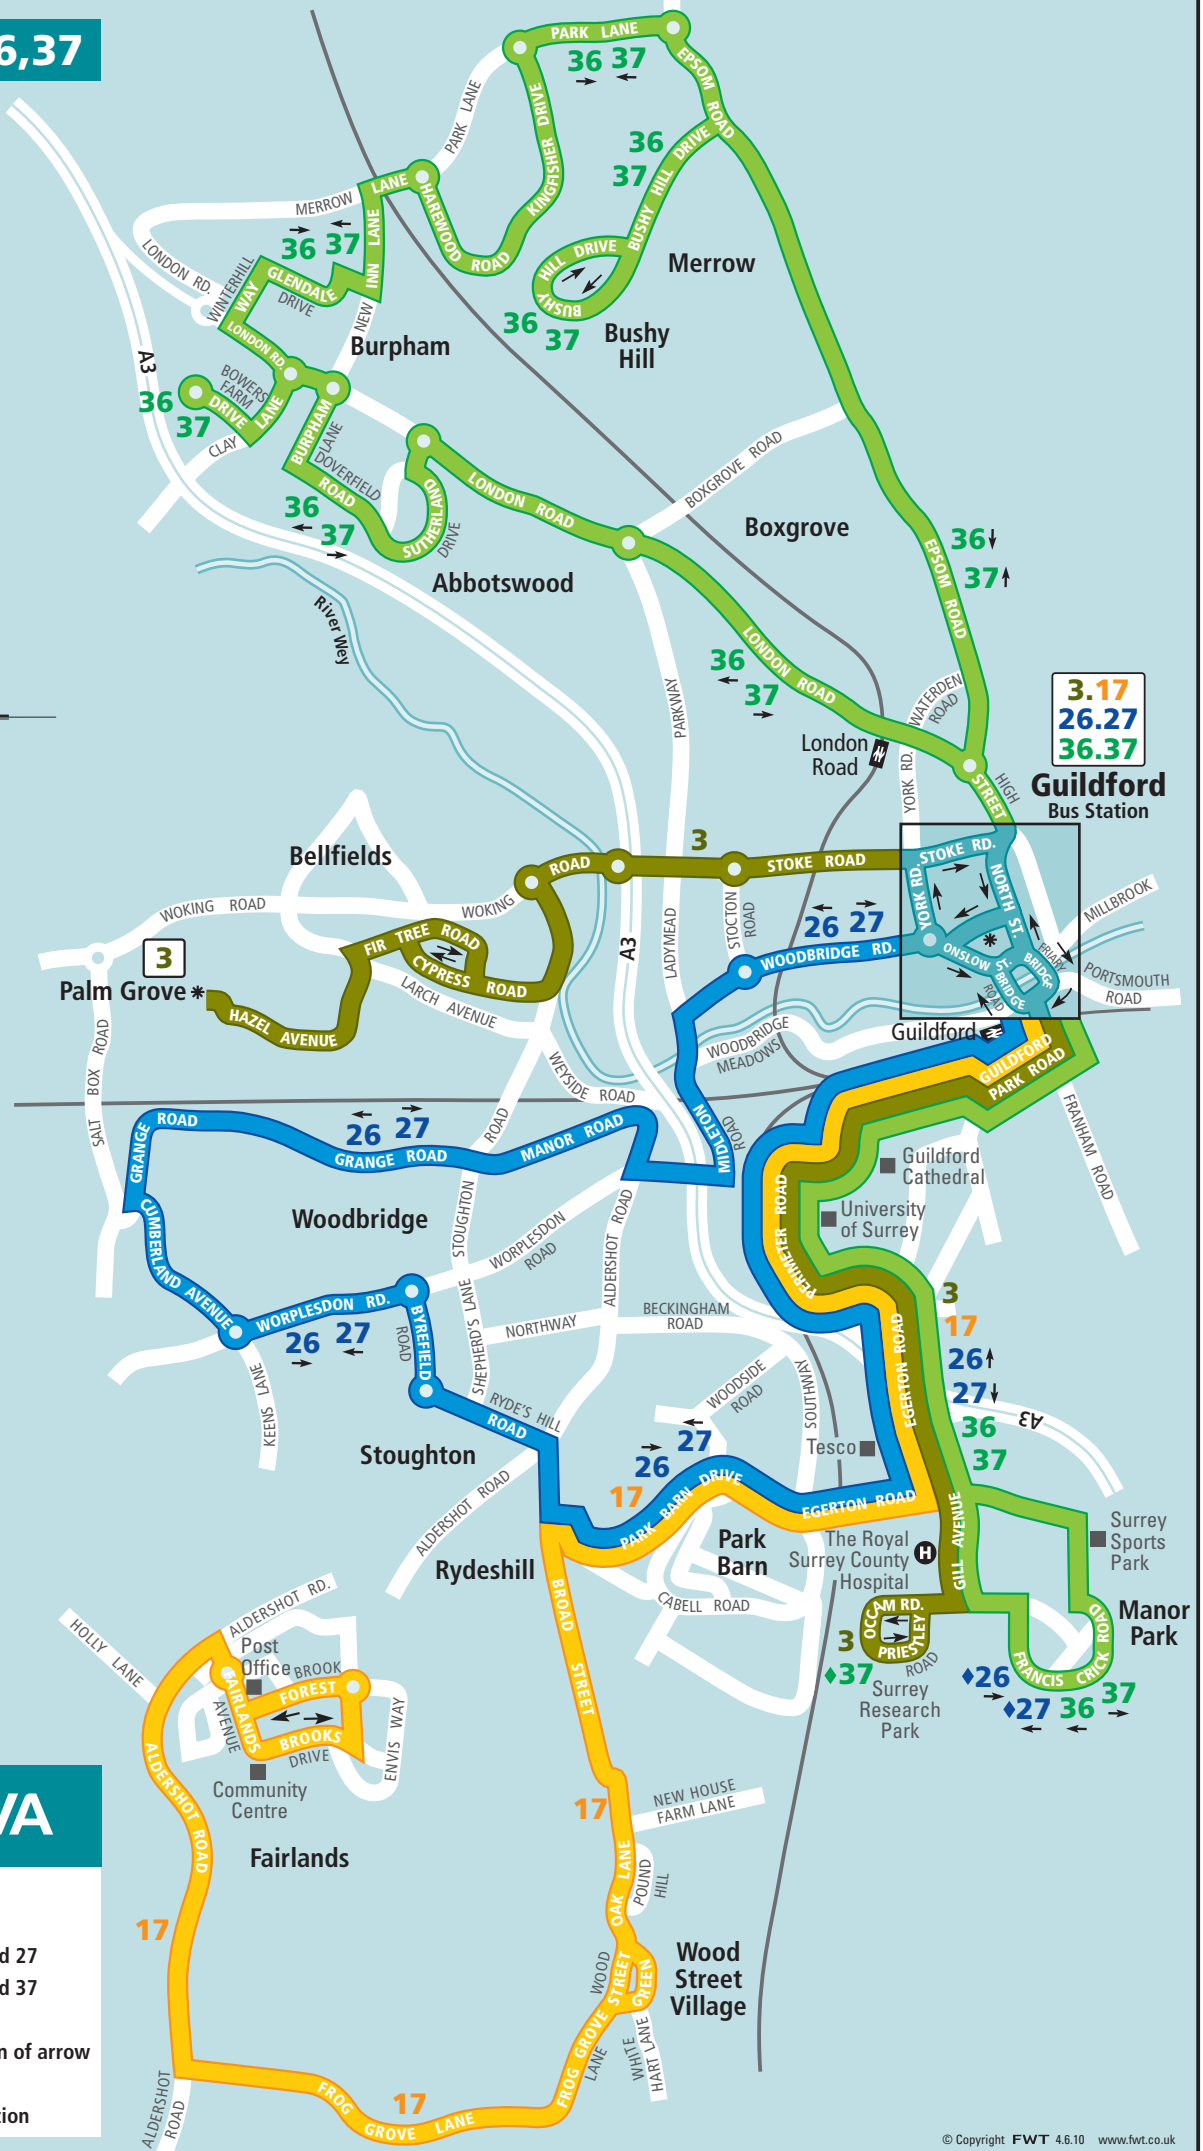 6,37
PARK LANE
36 37
EPSOM ROAD
PARK LANE
KINGFISHER DRIVE
36
37
BUSHY HILL DRIVE
LANE
HAREWOOD ROAD
MERROW
36 37
INN LANE
LONDON RD.
WINTERHILL
WAY
GLENDALE
DRIVE
HILL DRIVE
BUSHY
Merrow
36
37
Bushy
Hill
NEW
LONDON RD.
Burpham
A3
BOWERS
FARM
DRIVE
LANE
36
37
CLAY
BURPHAM
LANE
DOVERFIELD
ROAD
SUTHERLAND
DRIVE
LONDON ROAD
BOXGROVE ROAD
36
37
Boxgrove
Abbotswood
EPSOM ROAD
36
37
River Wey
LONDON ROAD
36
37
PARKWAY
WATERDEN
ROAD
London
Road
YORK RD.
HIGH
STREET
3.17
26.27
36.37
Guildford
Bus Station
Bellfields
3
ROAD
STOKE ROAD
STOKE RD.
WOKING ROAD
WOKING
STOCTON
ROAD
26 27
YORK RD.
NORTH ST.
MILLBROOK
3
Palm Grove
FIR TREE ROAD
CYPRESS ROAD
A3
LADYMEAD
WOODBRIDGE RD.
ONSLOW ST.
FRIARY
BRIDGE
BRIDGE
ROAD
PORTSMOUTH
ROAD
LARCH AVENUE
HAZEL AVENUE
Guildford
WOODBRIDGE
MEADOWS
GUILDFORD
PARK ROAD
SALT BOX ROAD
WEYSIDE ROAD
FRANHAM ROAD
GRANGE ROAD
26 27
GRANGE ROAD
MANOR ROAD
ROAD
MIDLETON
ROAD
Guildford
Cathedral
University
of Surrey
PERIMETER ROAD
CUMBERLAND AVENUE
Woodbridge
STOUGHTON
WORPLESDON
ROAD
ALDERSHOT ROAD
WORPLESDON RD.
26 27
BYREFIELD
ROAD
SHEPHERD'S LANE
NORTHWAY
BECKINGHAM
ROAD
3
17
26
27
36
37
EGERTON ROAD
KEENS LANE
WOODSIDE
ROAD
SOUTHWAY
A3
RYDE'S HILL
ROAD
Stoughton
27
26
17
Tesco
PARK BARN DRIVE
EGERTON ROAD
ALDERSHOT ROAD
Park
Barn
GILL AVENUE
Surrey
Sports
Park
The Royal
Surrey County
Hospital
H
Rydeshill
CABELL ROAD
OCCAM RD.
PRIESTLEY
ROAD
3
37
Surrey
Research
Park
Manor
Park
FRANCIS CRICK ROAD
26
27 36 37
BROAD STREET
ALDERSHOT RD.
HOLLY LANE
Post
Office
BROOK
FAIRLANDS
AVENUE
FOREST
BROOKS
DRIVE
ENVIS WAY
Community
Centre
ALDERSHOT ROAD
Fairlands
VA
17
NEW HOUSE
FARM LANE
OAK LANE
POUND
HILL
17
d 27
d 37
n of arrow
tion
WOOD
STREET
GREEN
Wood
Street
Village
FROG GROVE
LANE
WHITE
HART LANE
ALDERSHOT
ROAD
FROG GROVE LANE
17
© Copyright FWT 4.6.10 www.fwt.co.uk